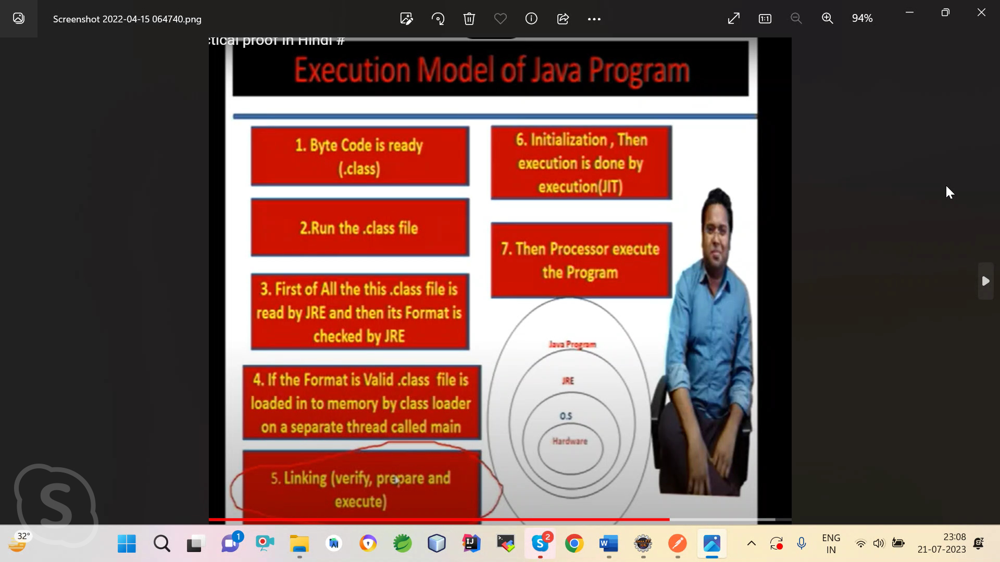 Screenshot 2022-04-15 064740.png
94%
ctical proof in Hindi #
Execution Model of Java Program
1. Byte Code is ready
(.class)
2.Run the .class file
3. First of All the this .class file is
read by JRE and then its Format is
checked by JRE
4. If the Format is Valid .class file is
loaded in to memory by class loader
on a separate thread called main
5. Linking (verify, prepare and
execute)
6. Initialization , Then
execution is done by
execution(JIT)
7. Then Processor execute
the Program
Java Program
JRE
O.S
Hardware
32°
1
2
ENG
IN
23:08
21-07-2023